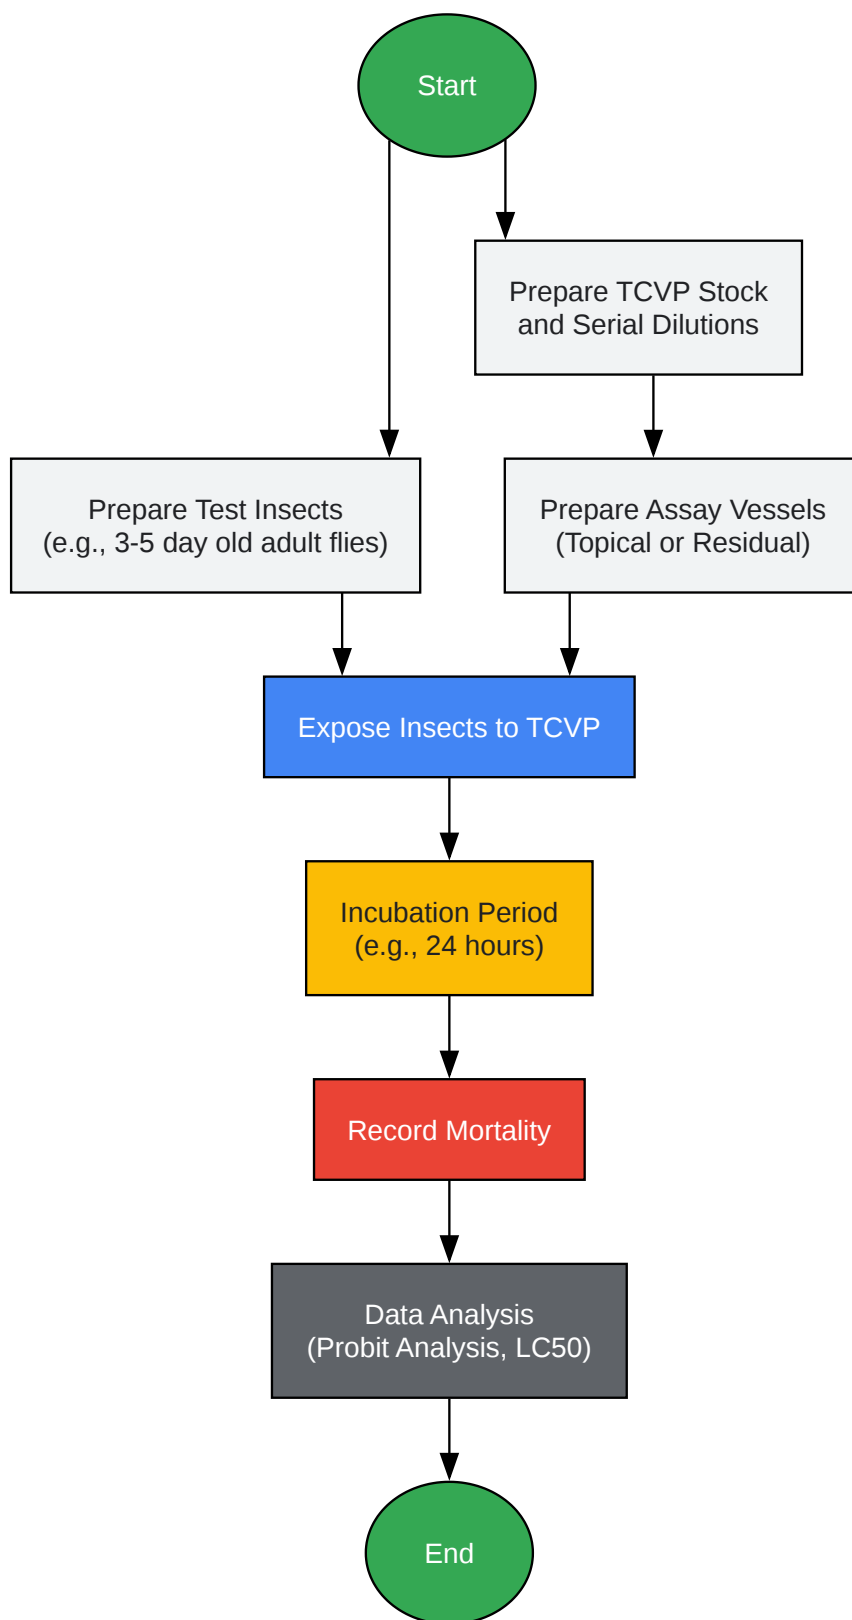 Start
Prepare TCVP Stock
and Serial Dilutions
Prepare Test Insects
(e.g., 3-5 day old adult flies)
Prepare Assay Vessels
(Topical or Residual)
Expose Insects to TCVP
Incubation Period
(e.g., 24 hours)
Record Mortality
Data Analysis
(Probit Analysis, LC50)
End